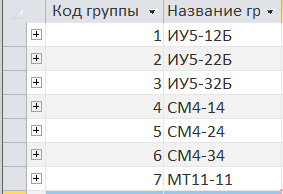 Код группы Название гр
1 ИУ5-12Б
2 ИУ5-22Б
3 ИУ5-32Б
4 СМ4-14
5 СМ4-24
6 СМ4-34
7 МТ11-11